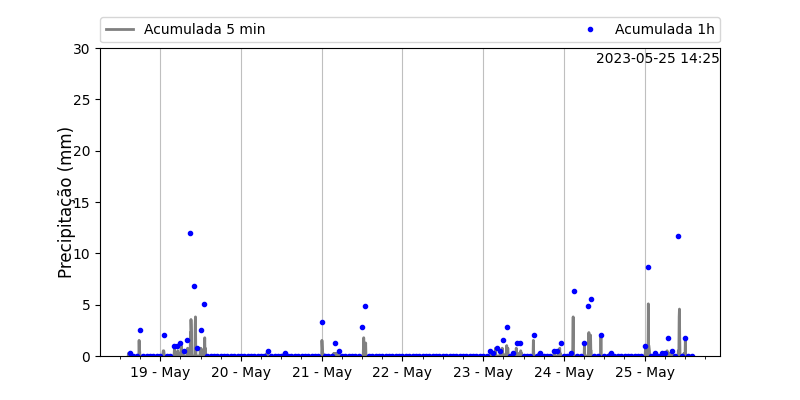 Acumulada 5 min
Acumulada 1h
2023-05-25 14:25
Precipitação (mm)
30
25
20
15
10
5
0
19 - May
20 - May
21 - May
22 - May
23 - May
24 - May
25 - May